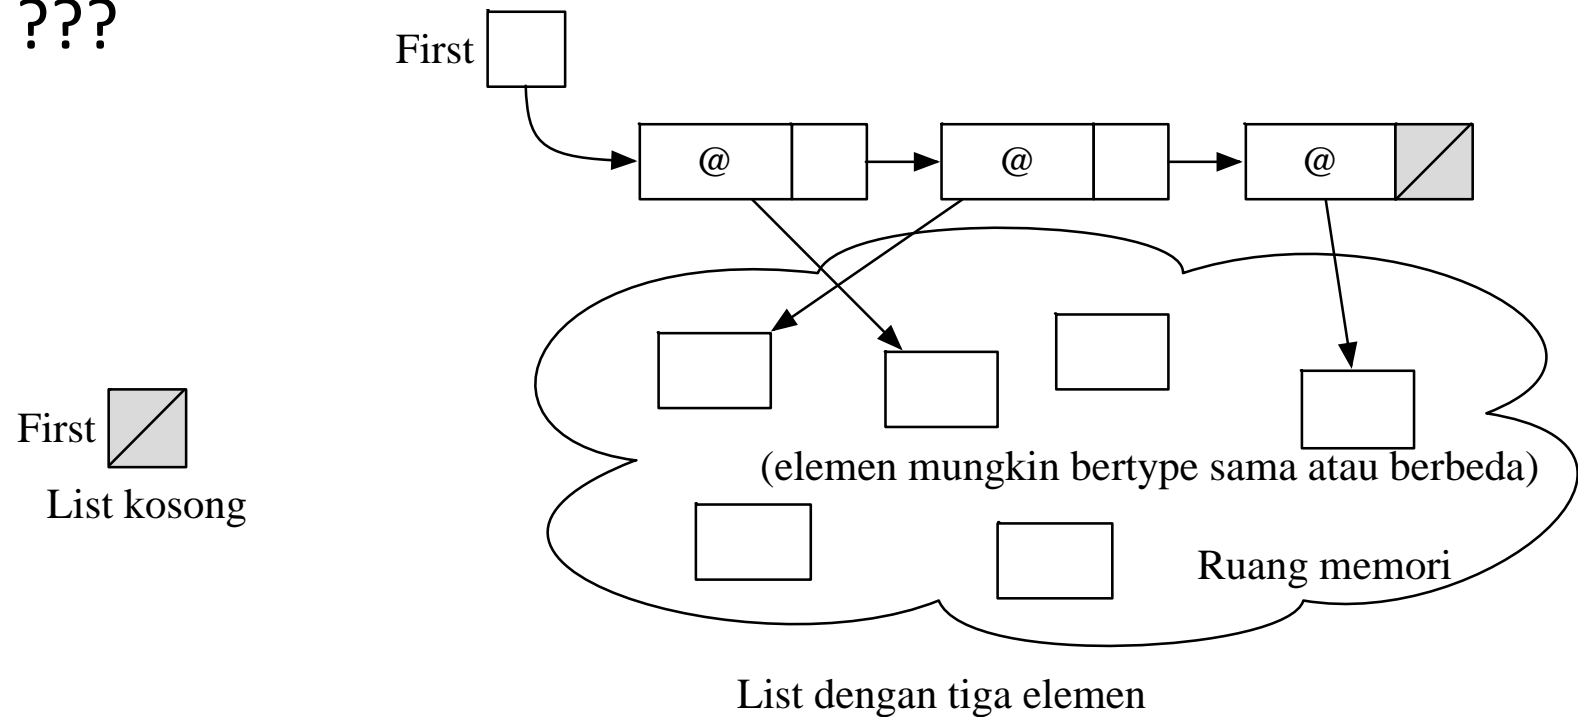 ???
First
@ @ @
First
(elemen mungkin bertype sama atau berbeda)
List kosong
Ruang memori
List dengan tiga elemen